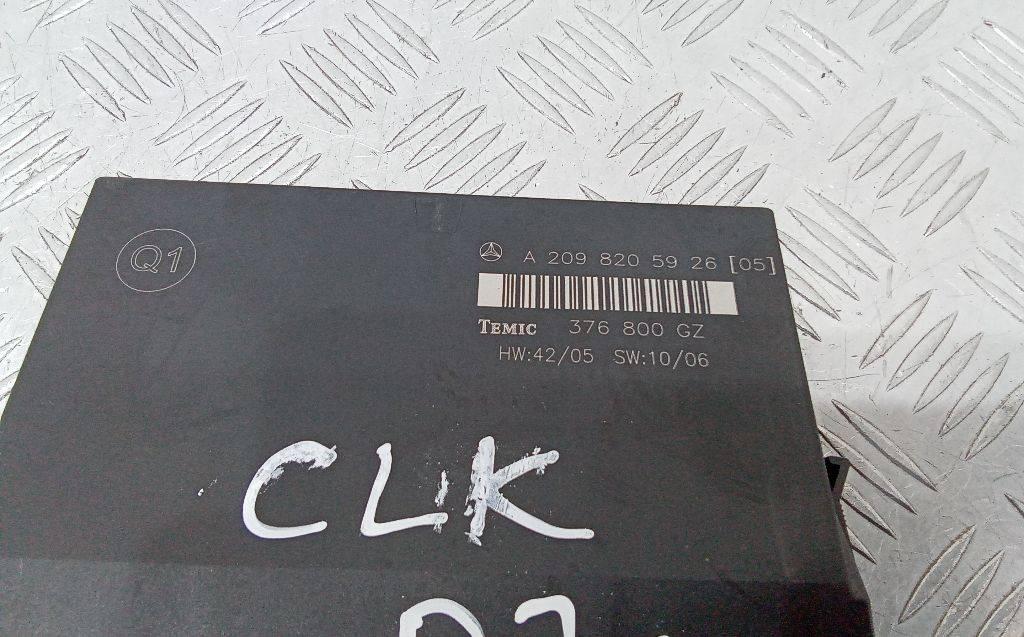 Q1
A 209 820 59 26 [05]
TEMIC 376 800 GZ
HW:42/05 SW:10/06
CLK